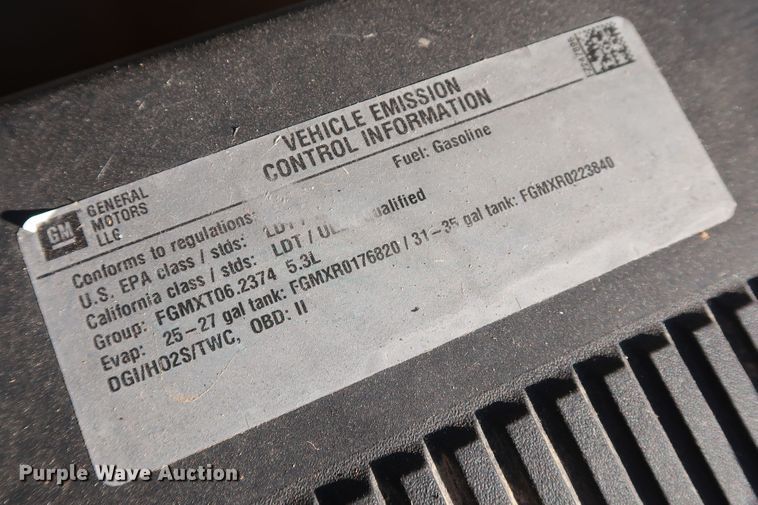 VEHICLE EMISSION
CONTROL INFORMATION
Fuel: Gasoline
GM
GENERAL
MOTORS
LLC
Conforms to regulations:
U.S. EPA class / stds: LDT /
California class / stds: LDT /
Group: FGMXT06.2374 5.3L
Evap: 25-27 gal tank: FGMXR0176820 / 31-35 gal tank: FGMXR0223840
DGI/HO2S/TWC, OBD: II
Purple Wave Auction